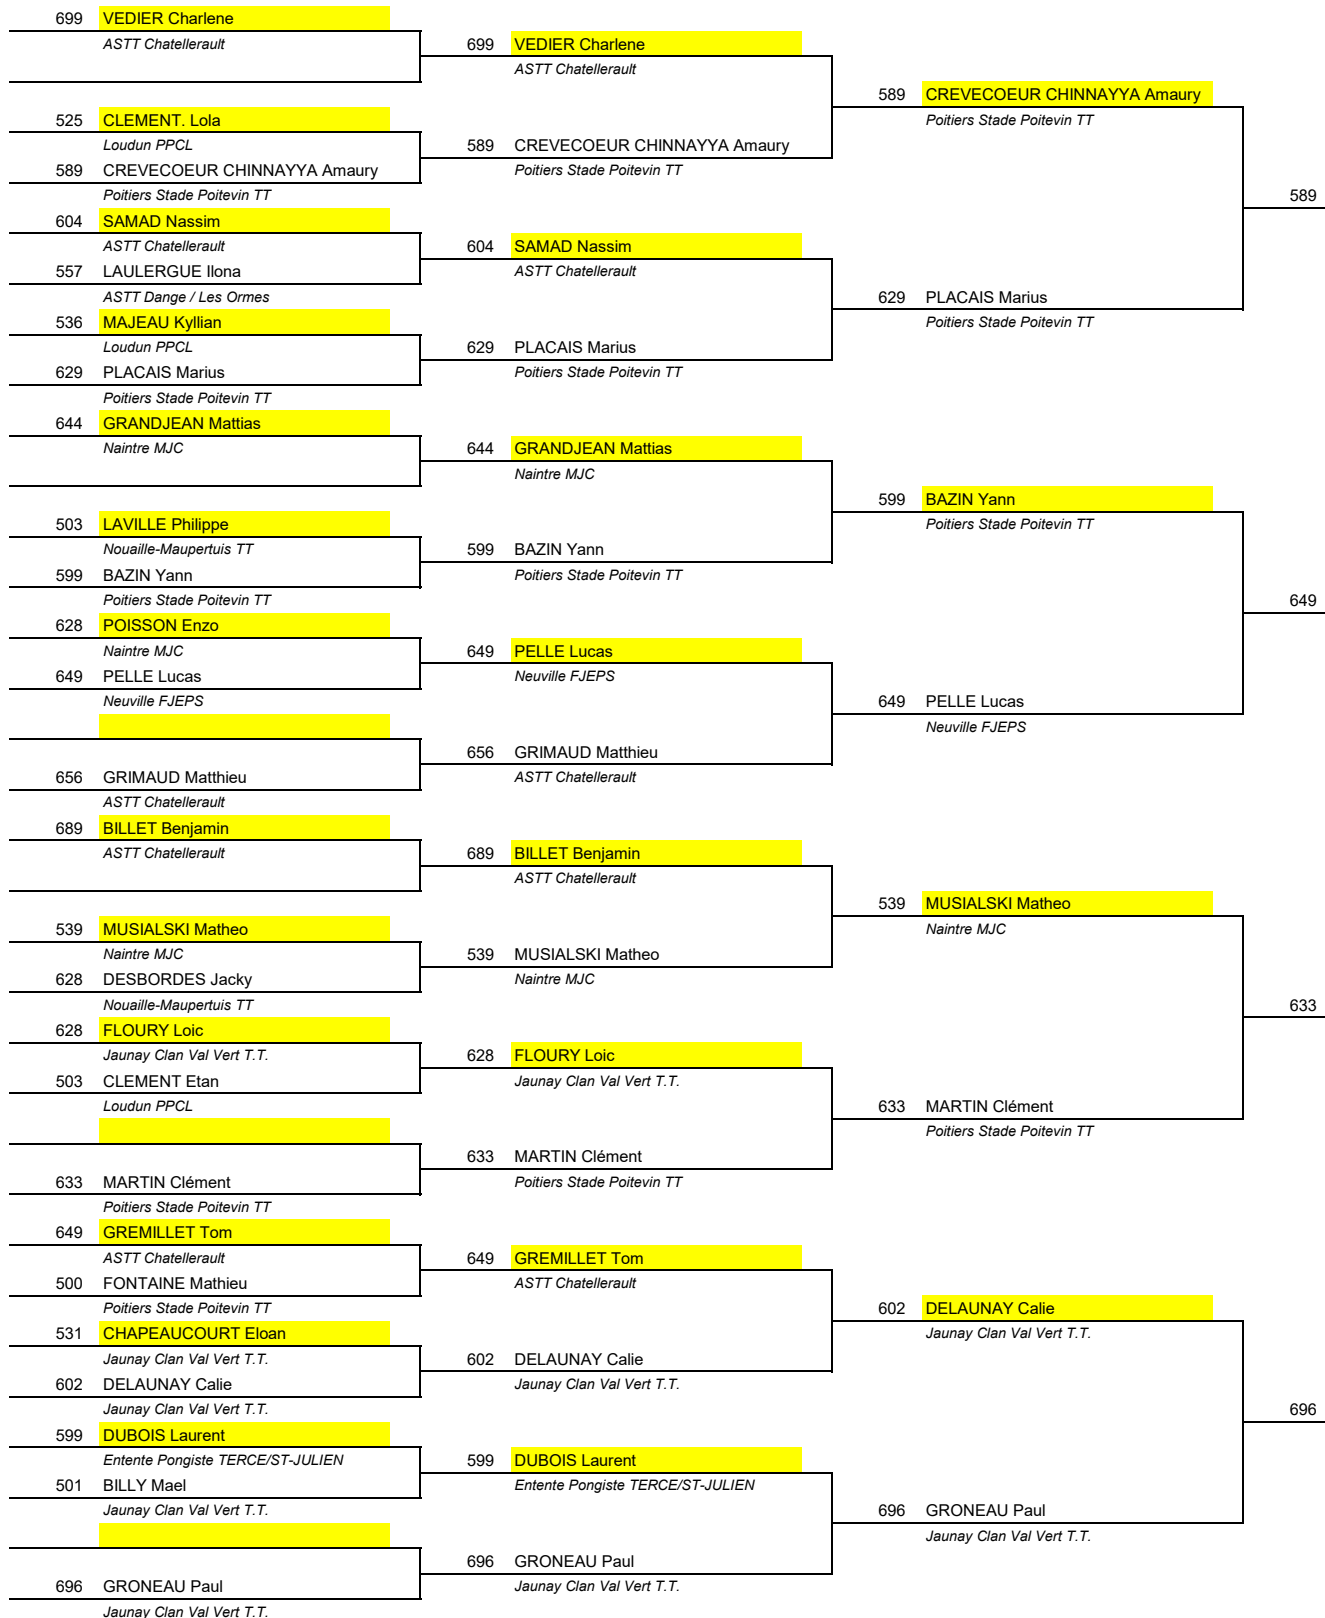 699 VEDIER Charlene
ASTT Chatellerault
699 VEDIER Charlene
ASTT Chatellerault
589 CREVECOEUR CHINNAYYA Amaury
Poitiers Stade Poitevin TT
525 CLEMENT. Lola
Loudun PPCL
589 CREVECOEUR CHINNAYYA Amaury
Poitiers Stade Poitevin TT
589 CREVECOEUR CHINNAYYA Amaury
Poitiers Stade Poitevin TT
589
604 SAMAD Nassim
ASTT Chatellerault
604 SAMAD Nassim
ASTT Chatellerault
557 LAULERGUE Ilona
ASTT Dange / Les Ormes
629 PLACAIS Marius
Poitiers Stade Poitevin TT
536 MAJEAU Kyllian
Loudun PPCL
629 PLACAIS Marius
Poitiers Stade Poitevin TT
629 PLACAIS Marius
Poitiers Stade Poitevin TT
644 GRANDJEAN Mattias
Naintre MJC
644 GRANDJEAN Mattias
Naintre MJC
599 BAZIN Yann
Poitiers Stade Poitevin TT
503 LAVILLE Philippe
Nouaille-Maupertuis TT
599 BAZIN Yann
Poitiers Stade Poitevin TT
599 BAZIN Yann
Poitiers Stade Poitevin TT
649
628 POISSON Enzo
Naintre MJC
649 PELLE Lucas
Neuville FJEPS
649 PELLE Lucas
Neuville FJEPS
649 PELLE Lucas
Neuville FJEPS
656 GRIMAUD Matthieu
ASTT Chatellerault
656 GRIMAUD Matthieu
ASTT Chatellerault
689 BILLET Benjamin
ASTT Chatellerault
689 BILLET Benjamin
ASTT Chatellerault
539 MUSIALSKI Matheo
Naintre MJC
539 MUSIALSKI Matheo
Naintre MJC
539 MUSIALSKI Matheo
Naintre MJC
628 DESBORDES Jacky
Nouaille-Maupertuis TT
633
628 FLOURY Loic
Jaunay Clan Val Vert T.T.
628 FLOURY Loic
Jaunay Clan Val Vert T.T.
503 CLEMENT Etan
Loudun PPCL
633 MARTIN Clément
Poitiers Stade Poitevin TT
633 MARTIN Clément
Poitiers Stade Poitevin TT
633 MARTIN Clément
Poitiers Stade Poitevin TT
649 GREMILLET Tom
ASTT Chatellerault
649 GREMILLET Tom
ASTT Chatellerault
500 FONTAINE Mathieu
Poitiers Stade Poitevin TT
602 DELAUNAY Calie
Jaunay Clan Val Vert T.T.
531 CHAPEAUCOURT Eloan
Jaunay Clan Val Vert T.T.
602 DELAUNAY Calie
Jaunay Clan Val Vert T.T.
602 DELAUNAY Calie
Jaunay Clan Val Vert T.T.
696
599 DUBOIS Laurent
Entente Pongiste TERCE/ST-JULIEN
599 DUBOIS Laurent
Entente Pongiste TERCE/ST-JULIEN
501 BILLY Mael
Jaunay Clan Val Vert T.T.
696 GRONEAU Paul
Jaunay Clan Val Vert T.T.
696 GRONEAU Paul
Jaunay Clan Val Vert T.T.
696 GRONEAU Paul
Jaunay Clan Val Vert T.T.